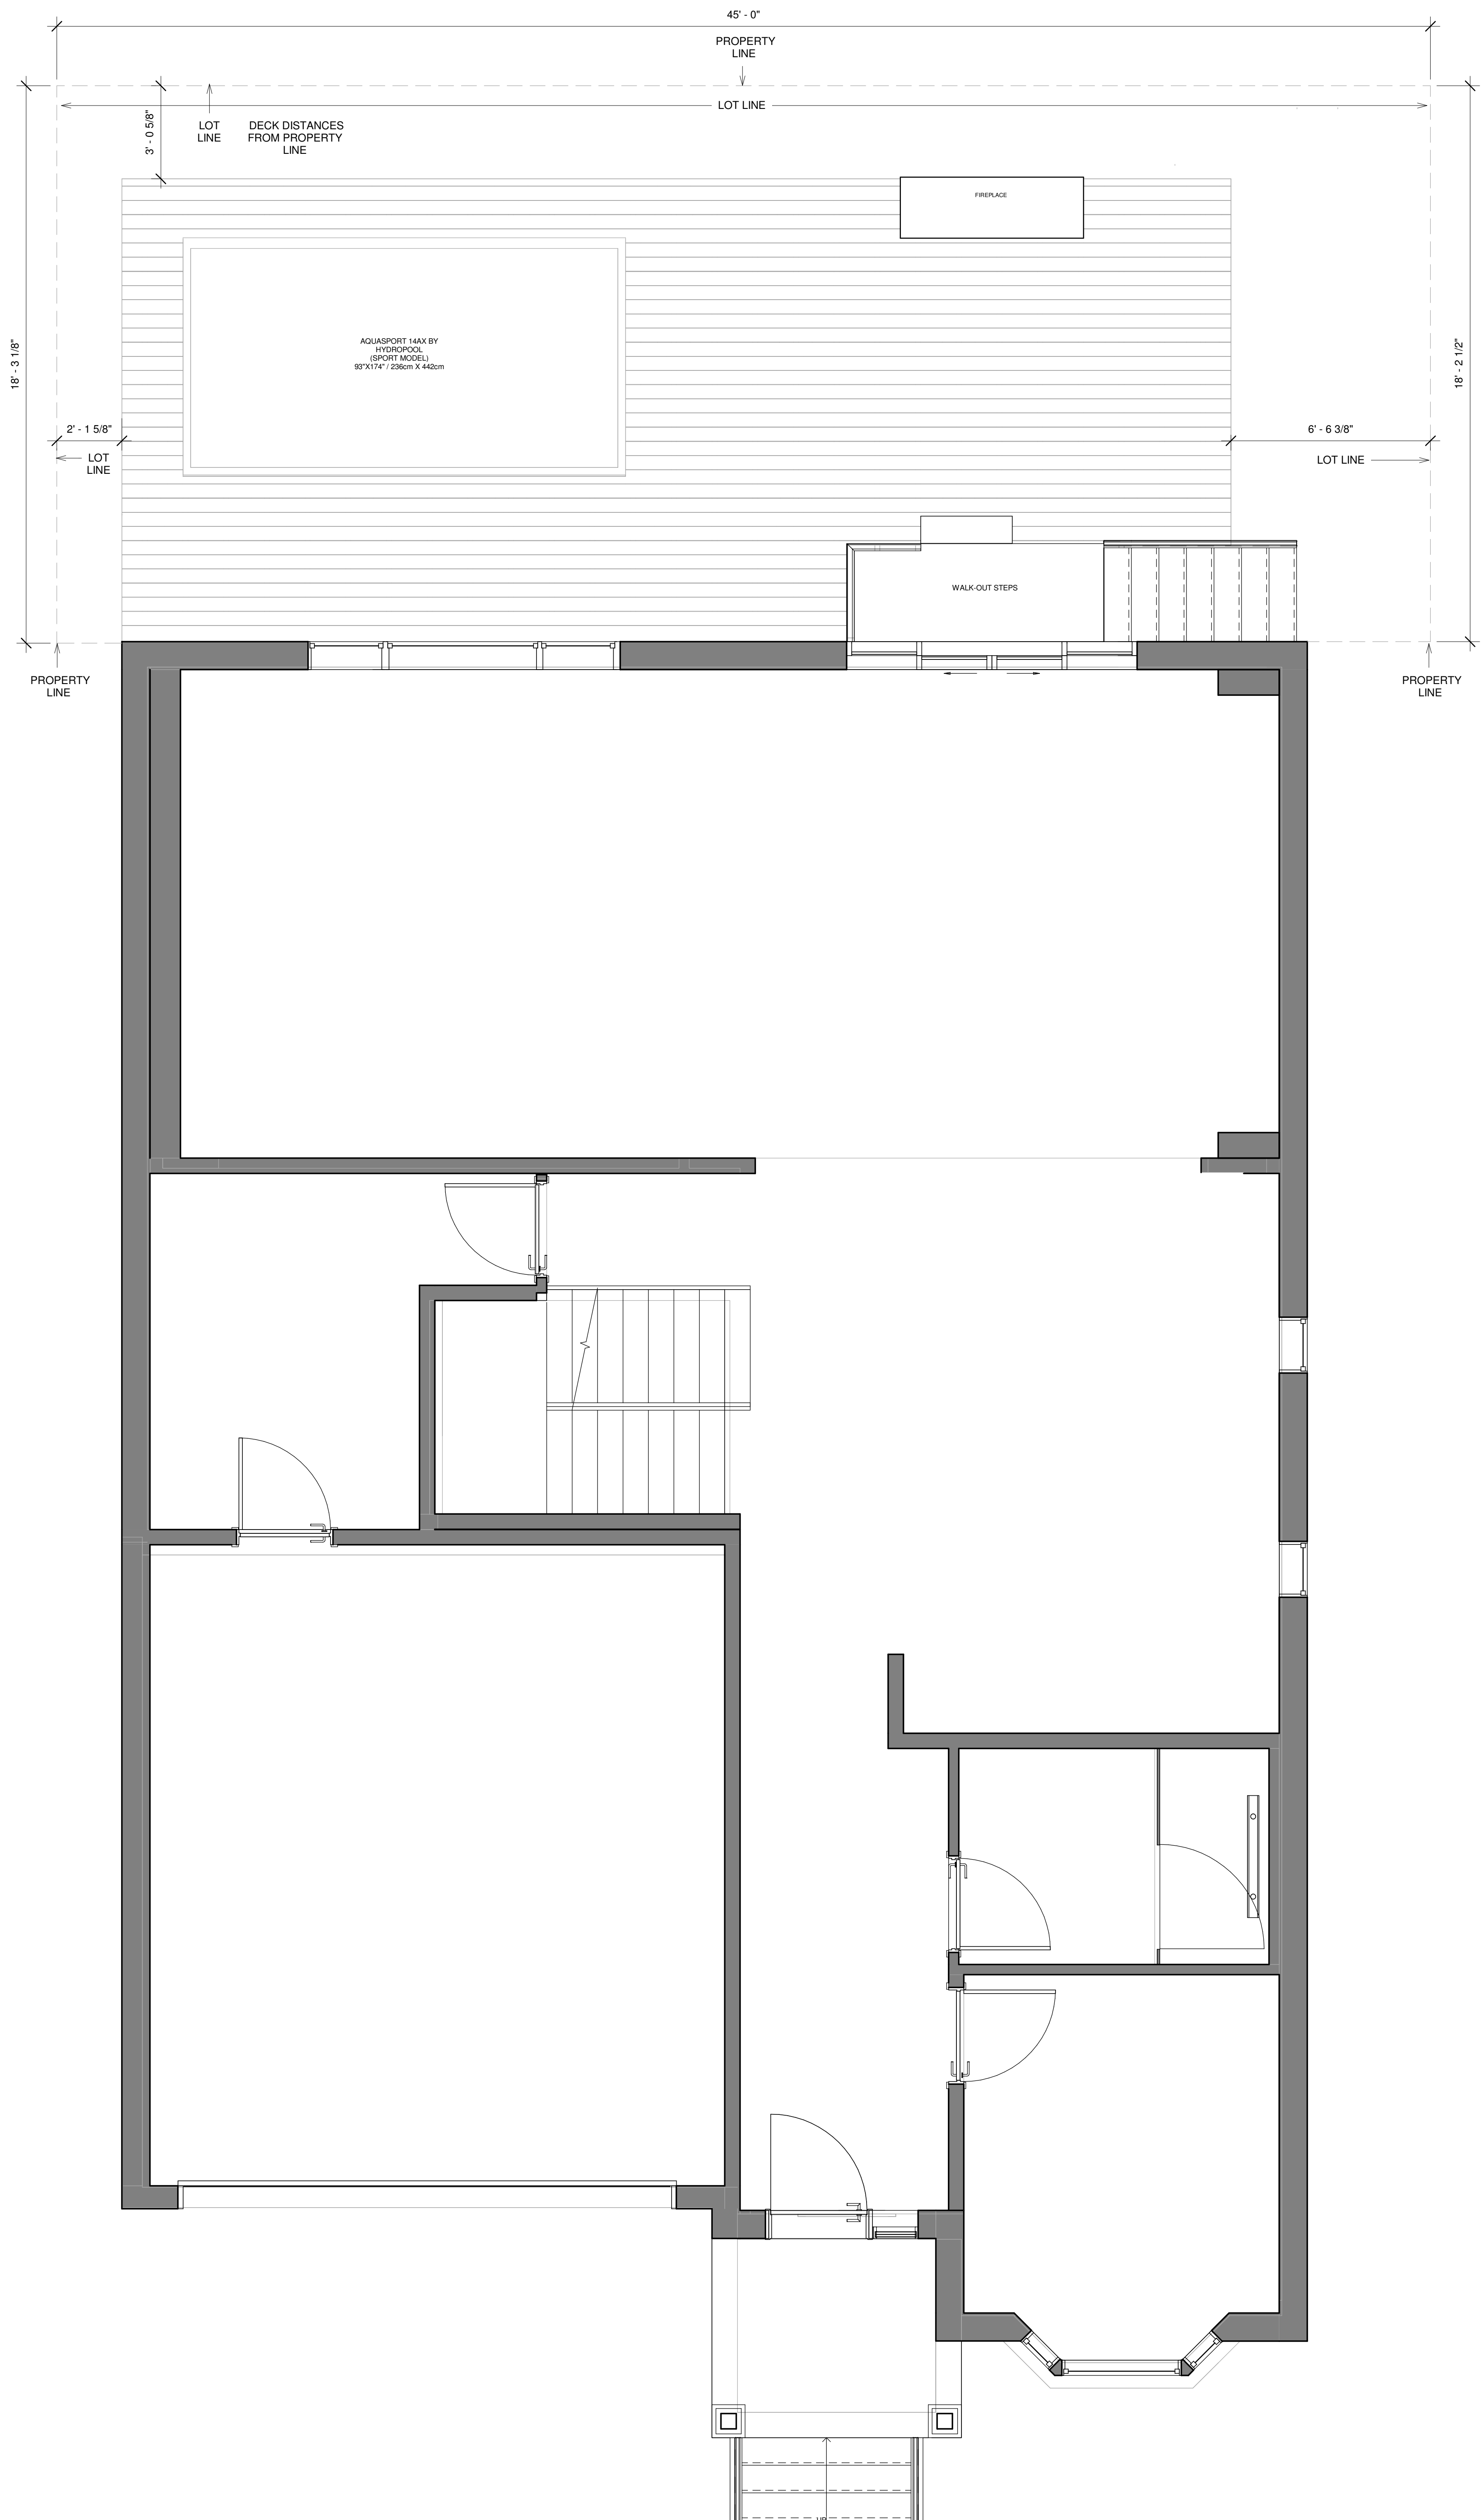 45' - 0"
PROPERTY
LINE
LOT LINE
3' - 0 5/8"
LOT
LINE
DECK DISTANCES
FROM PROPERTY
LINE
FIREPLACE
18' - 3 1/8"
18' - 2 1/2"
AQUASPORT 14AX BY
HYDROPOOL
(SPORT MODEL)
93"X174" / 236cm X 442cm
2' - 1 5/8"
LOT
LINE
6' - 6 3/8"
LOT LINE
WALK-OUT STEPS
PROPERTY
LINE
PROPERTY
LINE